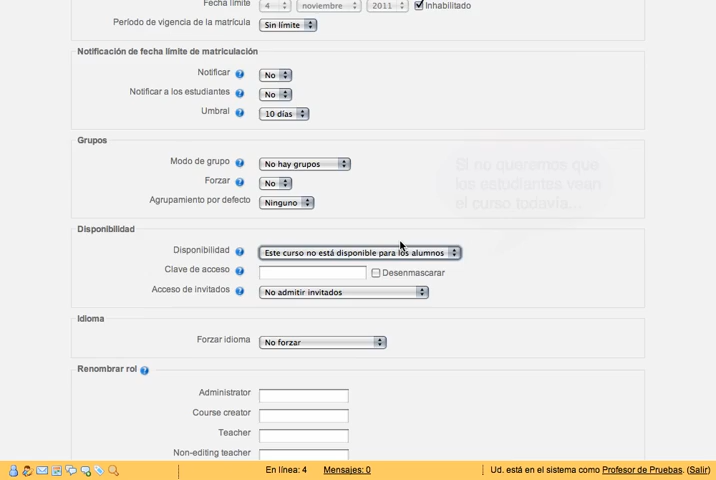 Fecha límite 4 noviembre 2011 Inhabilitado
Período de vigencia de la matrícula Sin límite
Notificación de fecha límite de matriculación
Notificar No
Notificar a los estudiantes No
Umbral 10 días
Grupos
Modo de grupo No hay grupos
Si no queremos que
los estudiantes vean
el curso todavía...
Forzar No
Agrupamiento por defecto Ninguno
Disponibilidad
Disponibilidad Este curso no está disponible para los alumnos
Clave de acceso Desenmascarar
Acceso de invitados No admitir invitados
Idioma
Forzar idioma No forzar
Renombrar rol
Administrator
Course creator
Teacher
Non-editing teacher
En línea: 4 Mensajes: 0 Ud. está en el sistema como Profesor de Pruebas. (Salir)